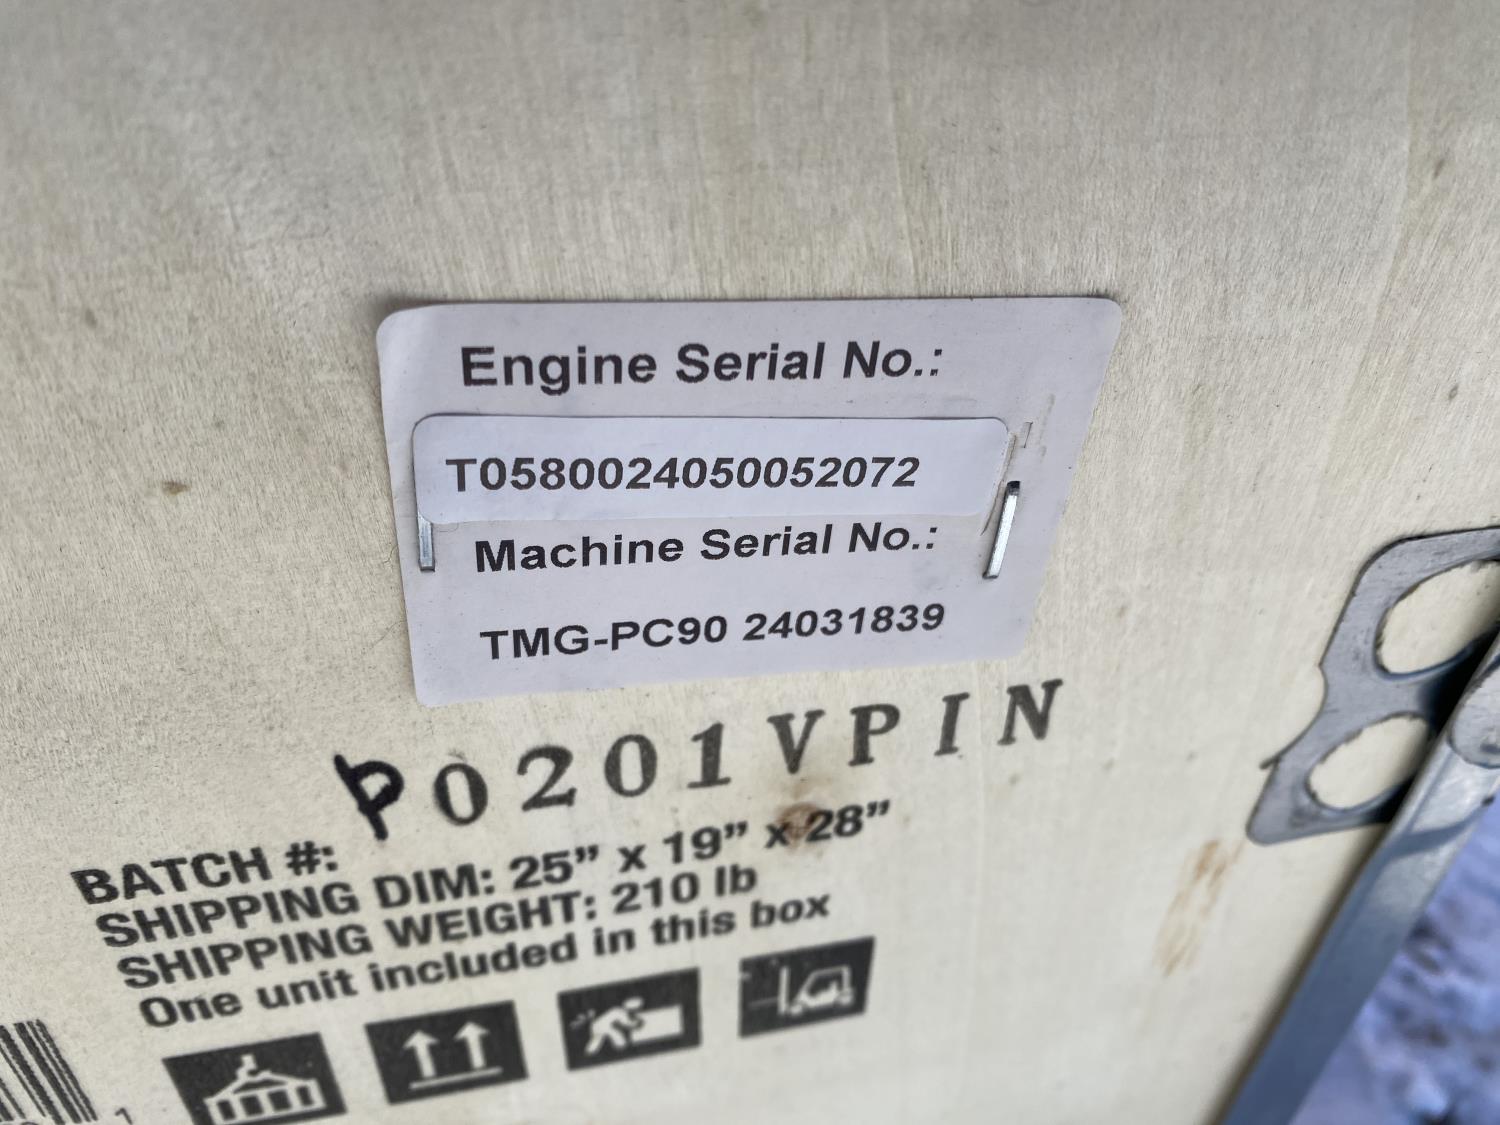 Engine Serial No.:
T0580024050052072
Machine Serial No.:
TMG-PC90 24031839
P0201VPIN
BATCH #:
SHIPPING DIM: 25” x 19” x 28”
SHIPPING WEIGHT: 210 lb
One unit included in this box
1